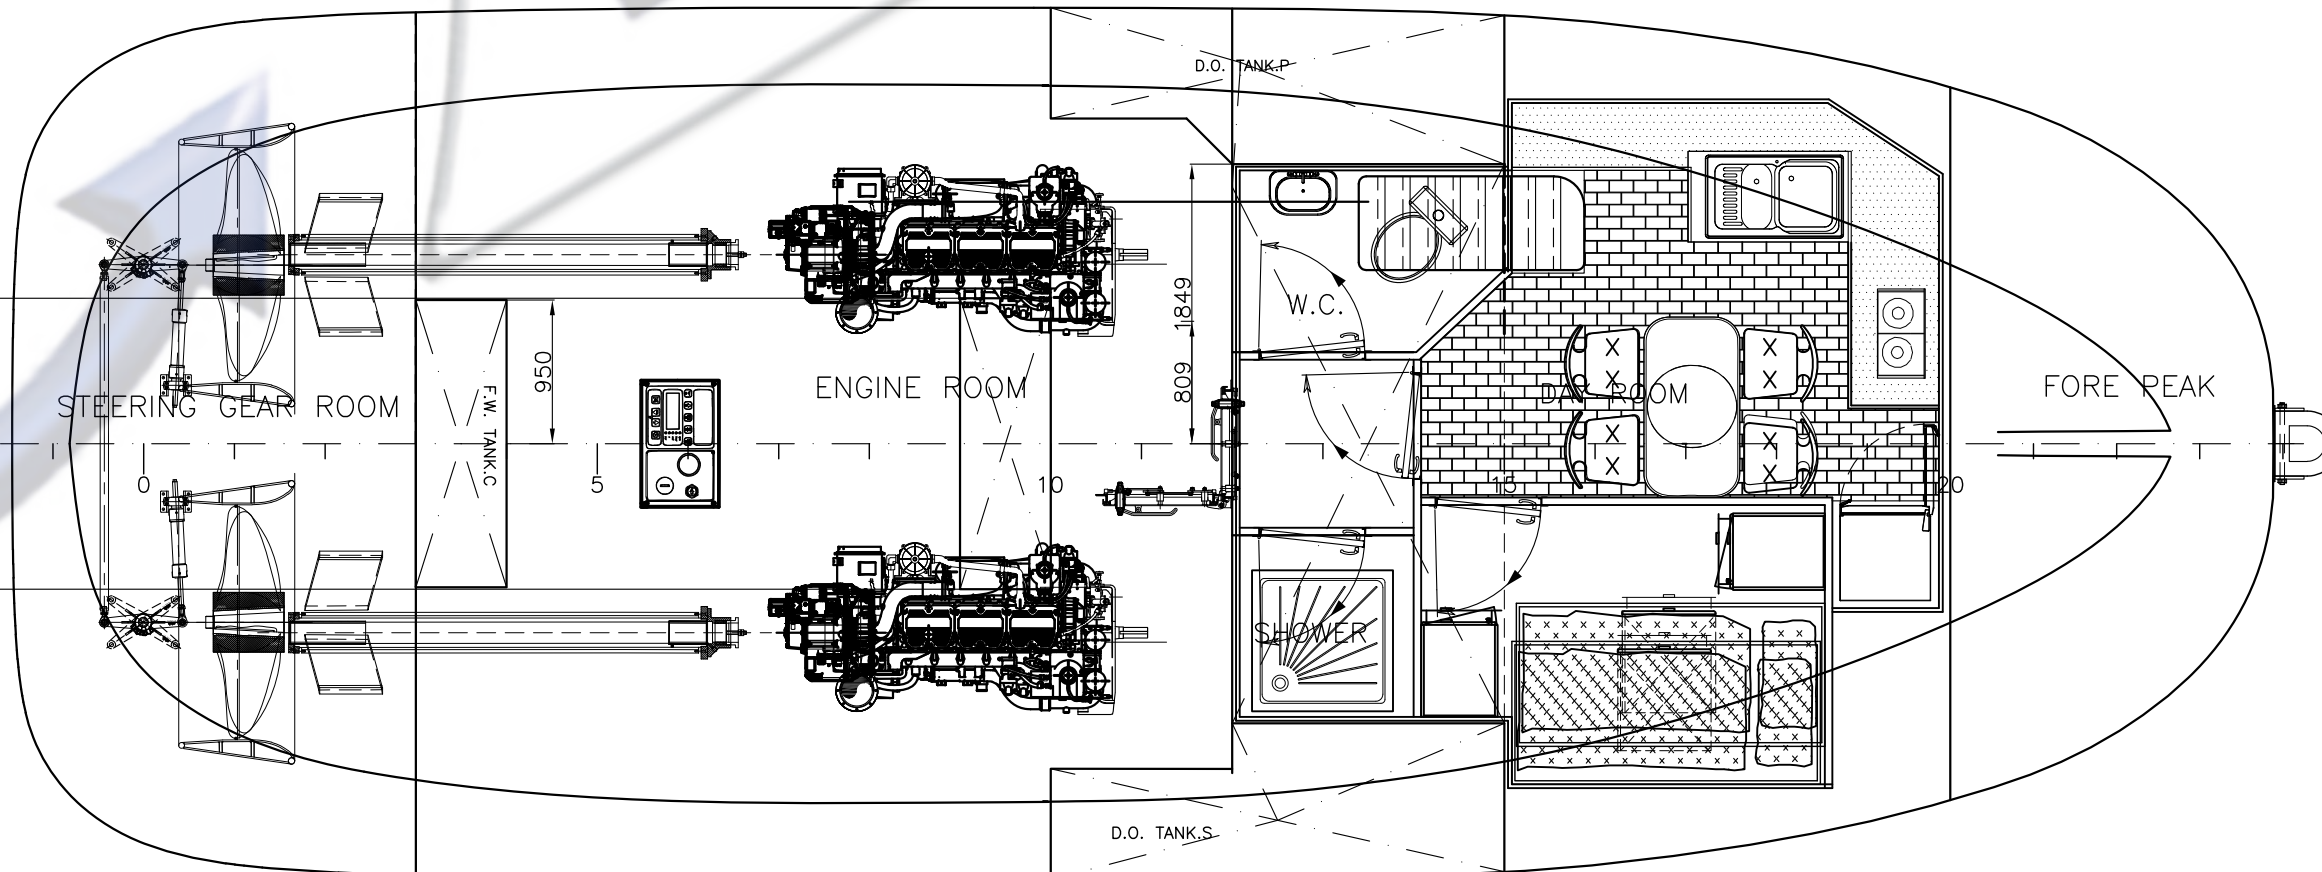 D.O. TANK.P
1849
W.C.
950
809
F.W. TANK.C
ENGINE ROOM
DAY ROOM
FORE PEAK
STEERING GEAR ROOM
0
5
10
15
20
SHOWER
D.O. TANK.S